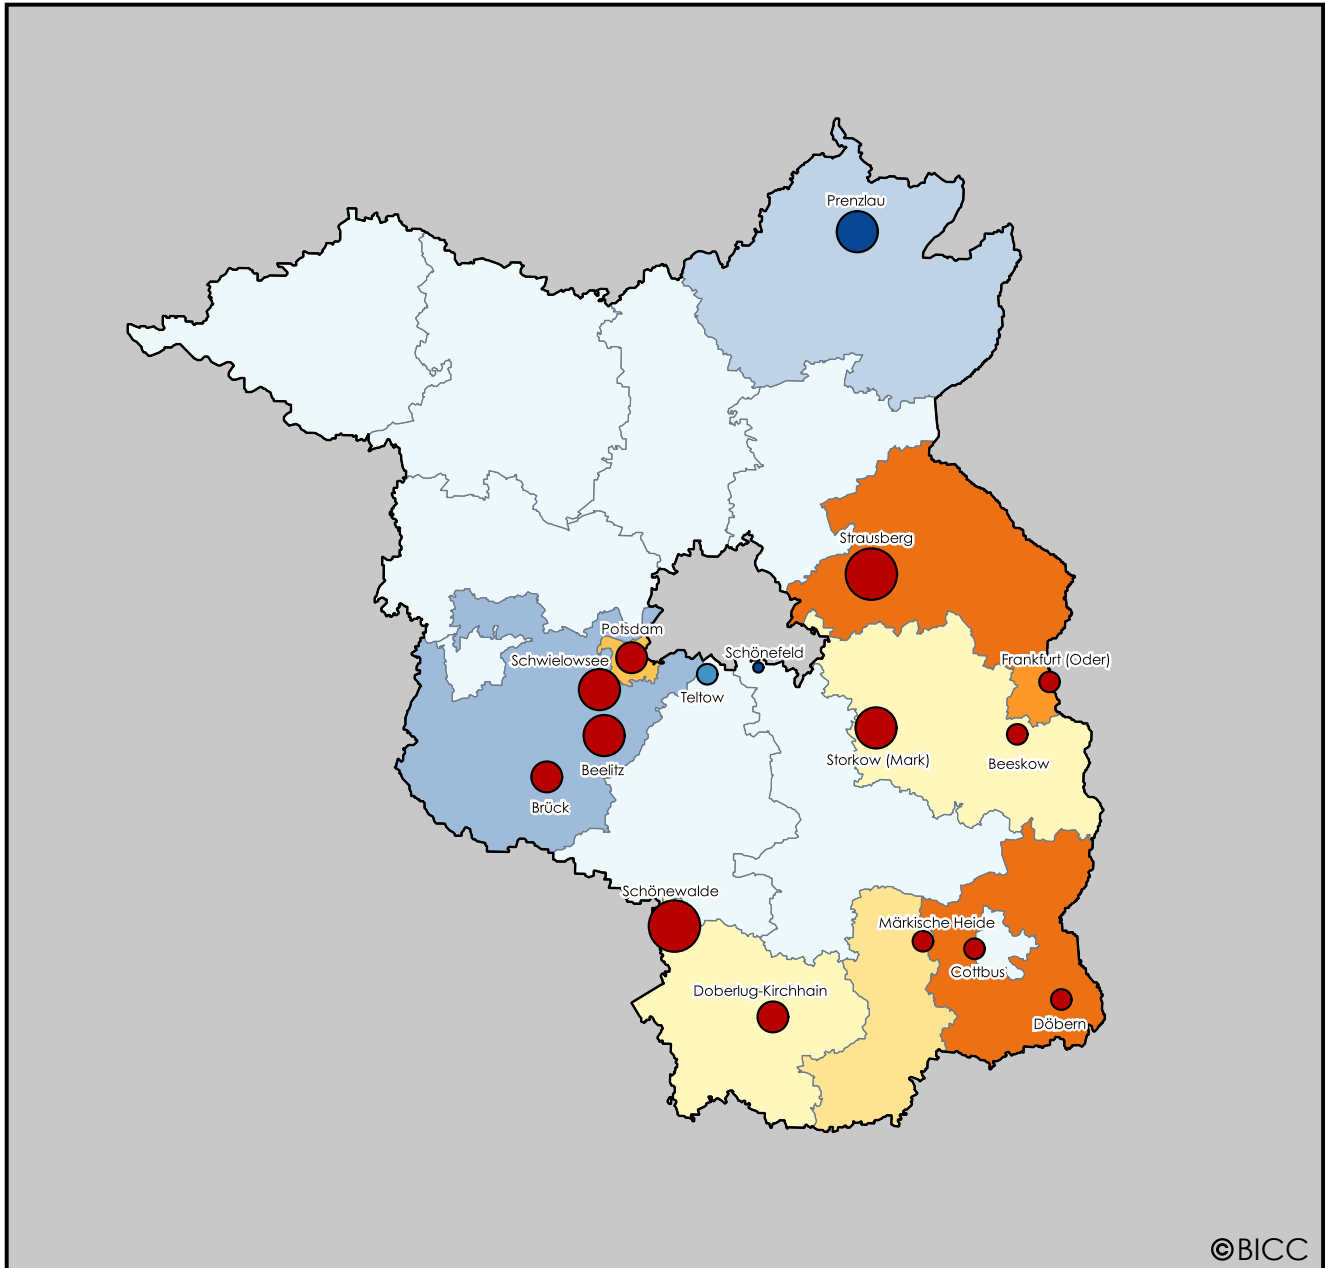 Prenzlau
Strausberg
Potsdam
Schönefeld
Schwielowsee
Frankfurt (Oder)
Teltow
Storkow (Mark)
Beeskow
Beelitz
Brück
Schönewalde
Märkische Heide
Cottbus
Doberlug-Kirchhain
Döbern
©BICC